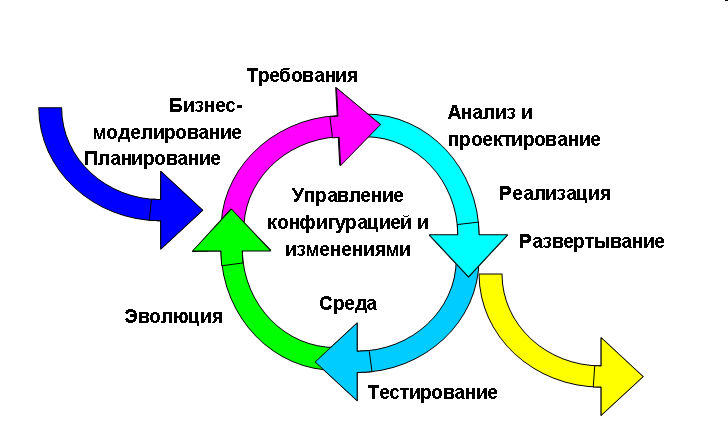 Требования
Бизнес-
моделирование
Планирование
Анализ и
проектирование
Управление
конфигурацией и
изменениями
Реализация
Развертывание
Среда
Эволюция
Тестирование